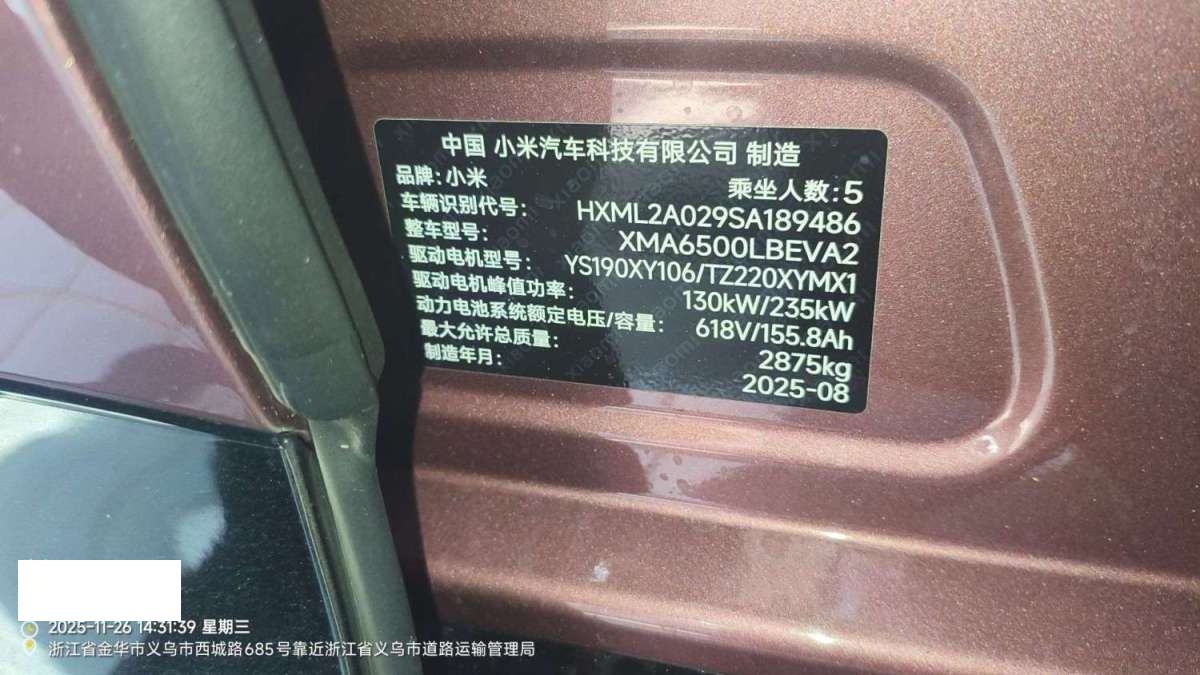 中国 小米汽车科技有限公司 制造
品牌:小米 乘坐人数:5
车辆识别代号: HXML2A029SA189486
整车型号: XMA6500LBEVA2
驱动电机型号: YS190XY106/TZ220XYMX1
驱动电机峰值功率: 130kW/235kW
动力电池系统额定电压/容量: 618V/155.8Ah
最大允许总质量: 2875kg
制造年月: 2025-08
2025-11-26 14:31:39 星期三
浙江省金华市义乌市西城路685号靠近浙江省义乌市道路运输管理局